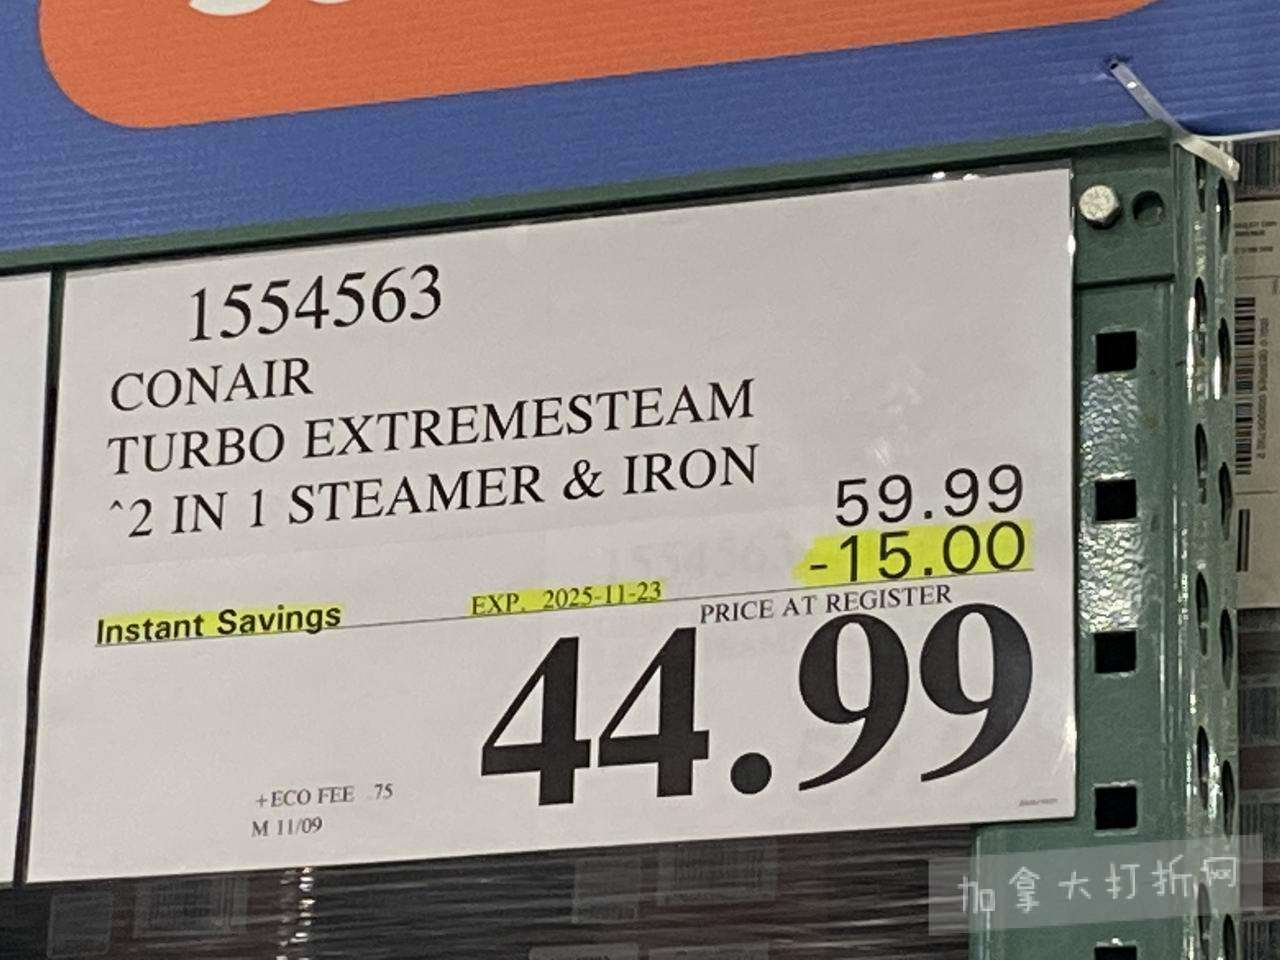 1554563
CONAIR
TURBO EXTREMESTEAM
^2 IN 1 STEAMER & IRON
59.99
-15.00
Instant Savings EXP. 2025-11-23
PRICE AT REGISTER
44.99
+ECO FEE .75
M 11/09
加拿大打折网